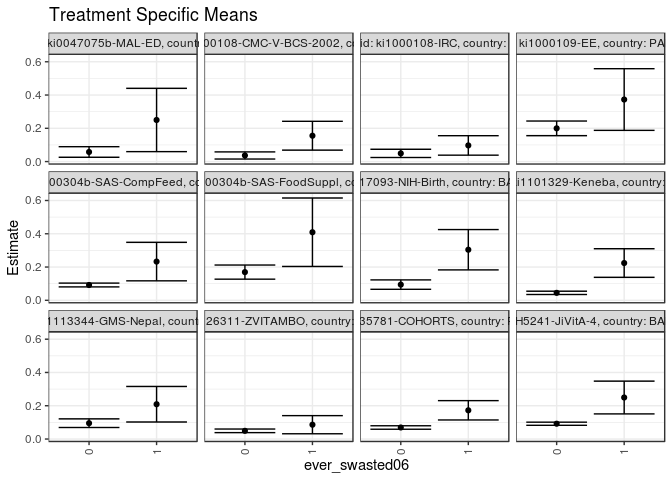 Treatment Specific Means
ki0047075b-MAL-ED, countr
00108-CMC-V-BCS-2002, c
id: ki1000108-IRC, country:
ki1000109-EE, country: PA
0.6
0.4
0.2
0.0
00304b-SAS-CompFeed, co
00304b-SAS-FoodSuppl, co
17093-NIH-Birth, country: BA
i1101329-Keneba, country:
0.6
0.4
0.2
0.0
Estimate
1113344-GMS-Nepal, count
26311-ZVITAMBO, country:
35781-COHORTS, country:
H5241-JiVitA-4, country: BA
0.6
0.4
0.2
0.0
0 1 0 1 0 1 0 1
ever_swasted06